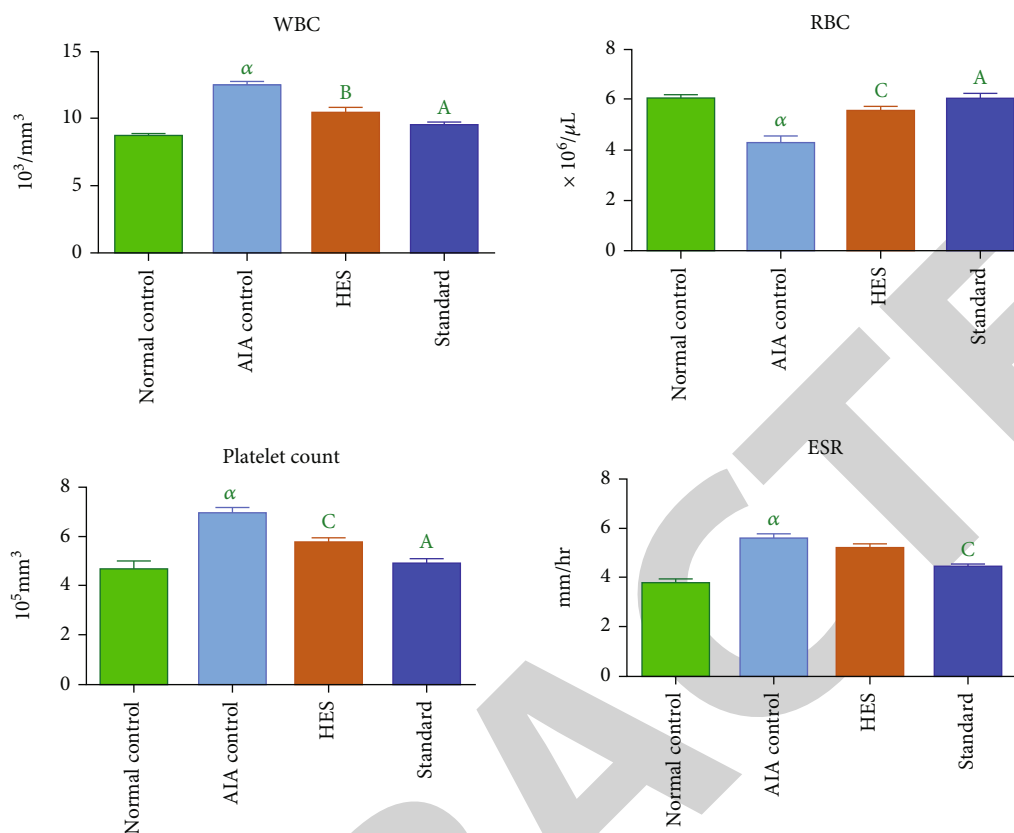 WBC
15
10
5
0
10³/mm³
α
B
A
Normal control
AIA control
HES
Standard
RBC
8
6
4
2
0
× 10⁶/μL
α
C
A
Normal control
AIA control
HES
Standard
Platelet count
8
6
4
2
0
10⁵mm³
α
C
A
Normal control
AIA control
HES
Standard
ESR
8
6
4
2
0
mm/hr
α
C
Normal control
AIA control
HES
Standard